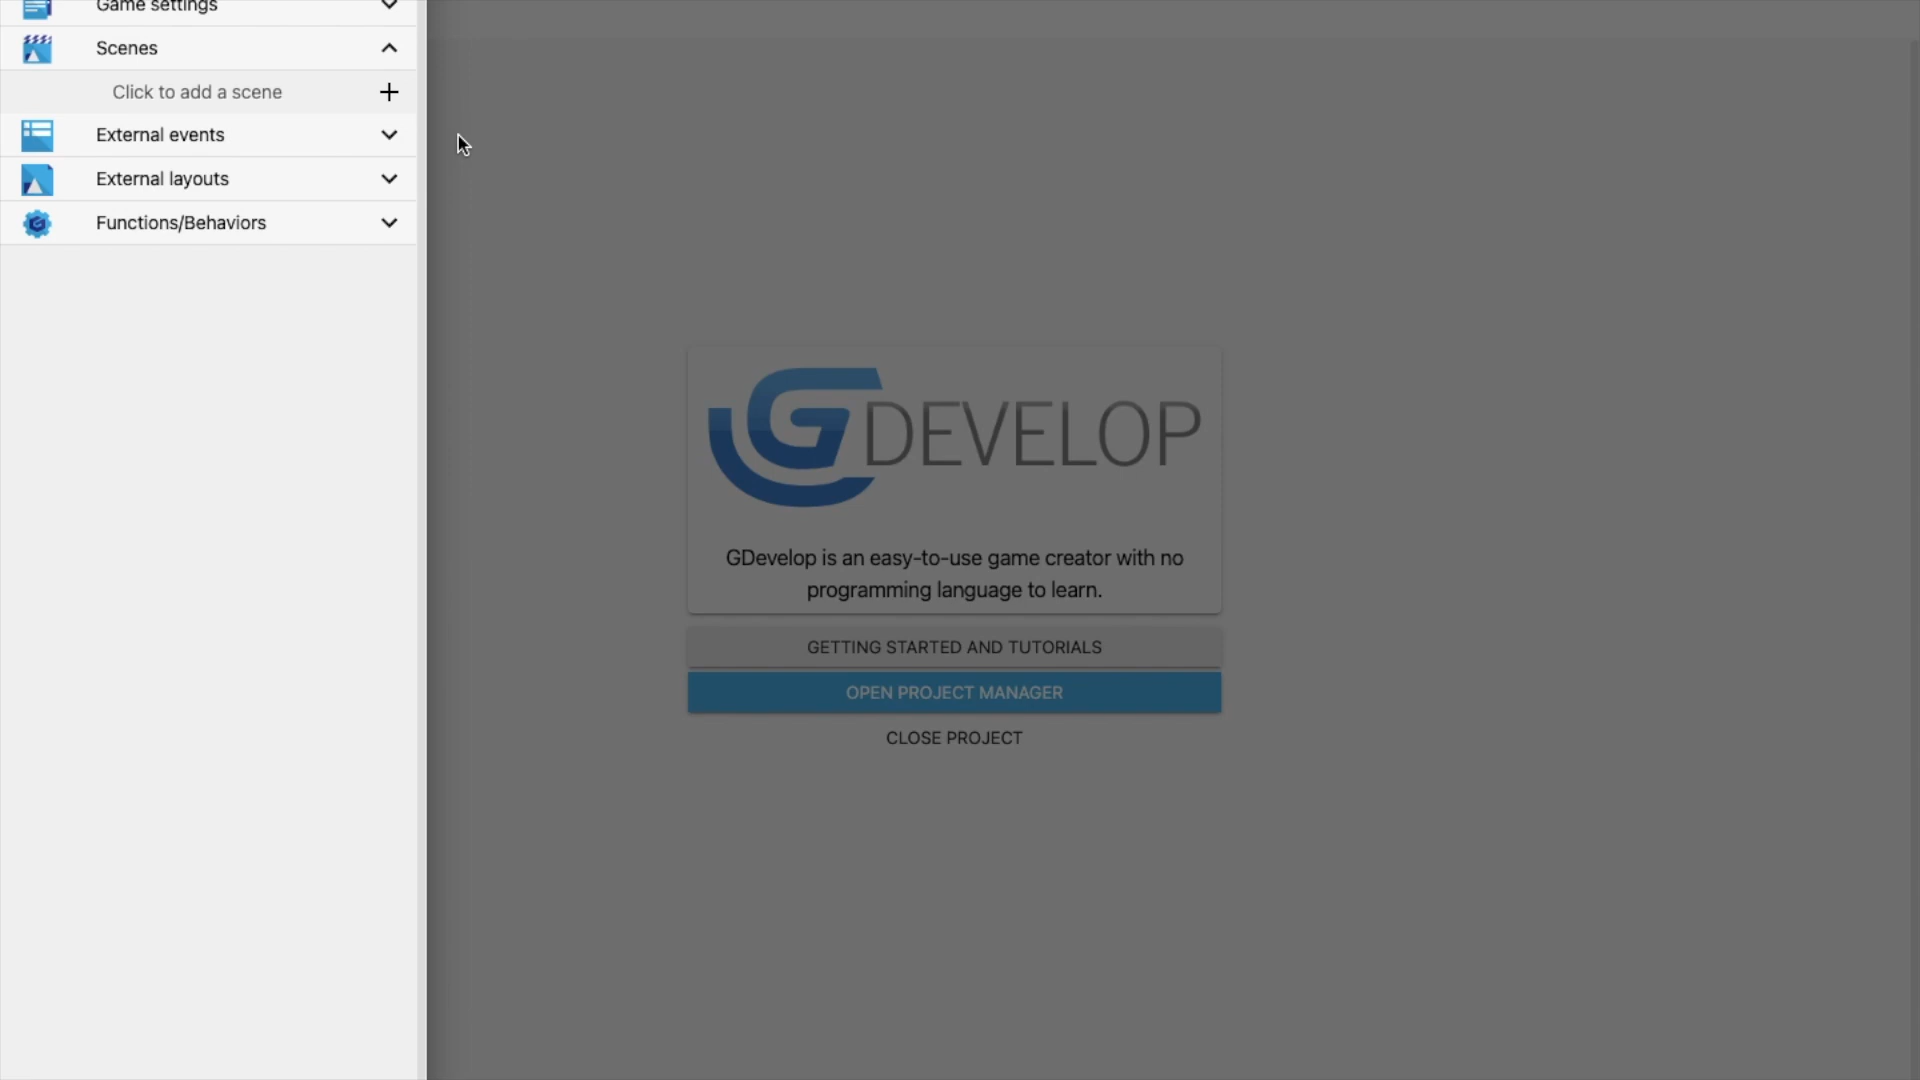 Game settings
Scenes
Click to add a scene
External events
External layouts
Functions/Behaviors
GDEVELOP
GDevelop is an easy-to-use game creator with no
programming language to learn.
GETTING STARTED AND TUTORIALS
OPEN PROJECT MANAGER
CLOSE PROJECT